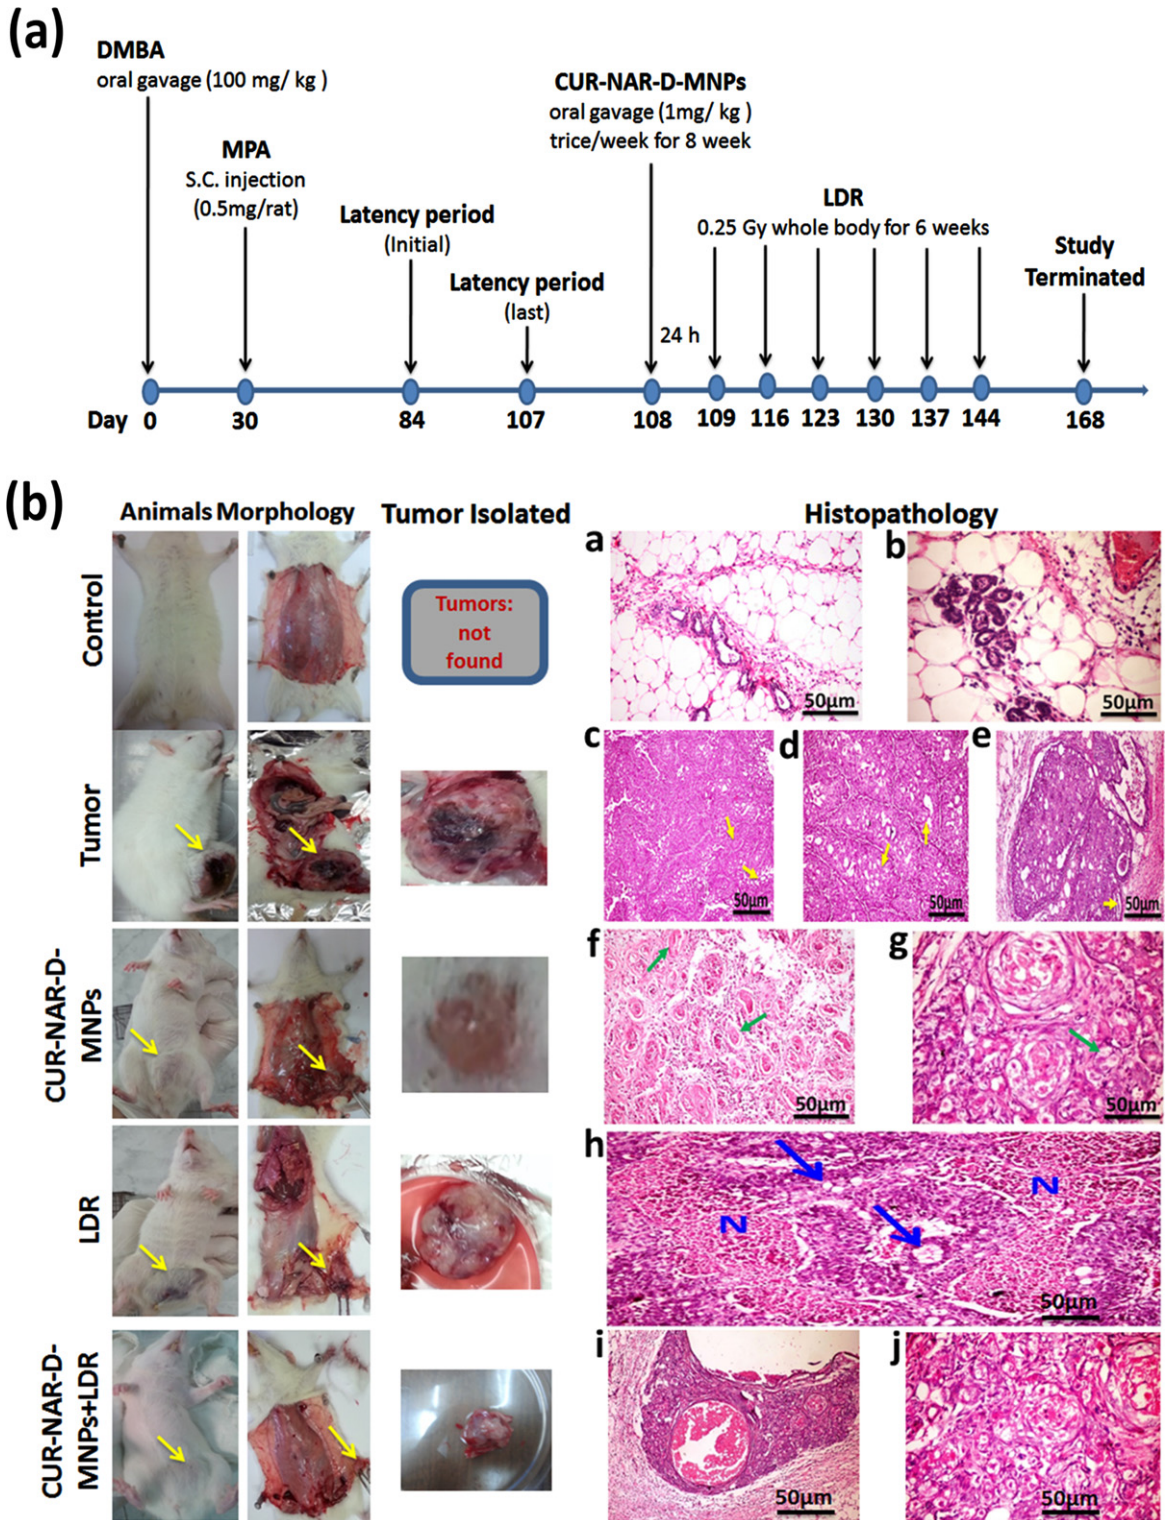 (a)
DMBA
oral gavage (100 mg/ kg )
MPA
S.C. injection
(0.5mg/rat)
Latency period
(Initial)
Latency period
(last)
CUR-NAR-D-MNPs
oral gavage (1mg/ kg )
trice/week for 8 week
24 h
LDR
0.25 Gy whole body for 6 weeks
Study
Terminated
Day 0 30 84 107 108 109 116 123 130 137 144 168
(b)
Animals Morphology Tumor Isolated Histopathology
Control
Tumors:
not
found
a
50μm
b
50μm
Tumor
c
50μm
d
50μm
e
50μm
CUR-NAR-D-
MNPs
f
50μm
g
50μm
LDR
h
N
N
50μm
CUR-NAR-D-
MNPs+LDR
i
50μm
j
50μm